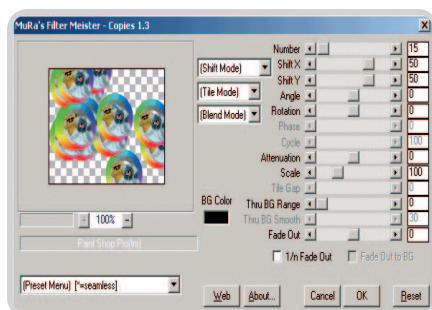 MuRa's Filter Meister - Copies 1.3
(Shift Mode)
(Tile Mode)
(Blend Mode)
Number 15
Shift X 50
Shift Y 50
Angle 0
Rotation 0
Phase 0
Cycle 100
Attenuation 0
Scale 100
Tile Gap 0
Thru BG Range 0
Thru BG Smooth 30
Fade Out 0
BG Color
1/n Fade Out Fade Out to BG
+ 100% -
(Preset Menu) [*=seamless]
Web About... Cancel OK Reset